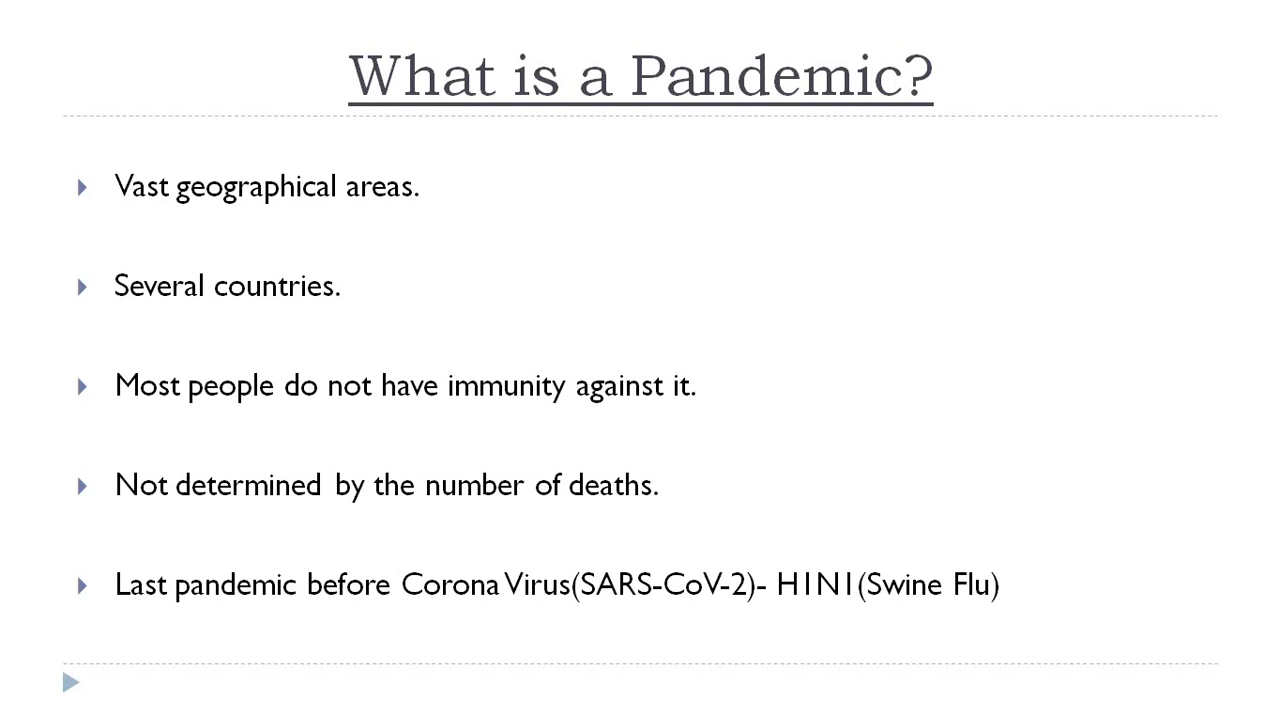 What is a Pandemic?
Vast geographical areas.
Several countries.
Most people do not have immunity against it.
Not determined by the number of deaths.
Last pandemic before Corona Virus(SARS-CoV-2)- H1N1(Swine Flu)